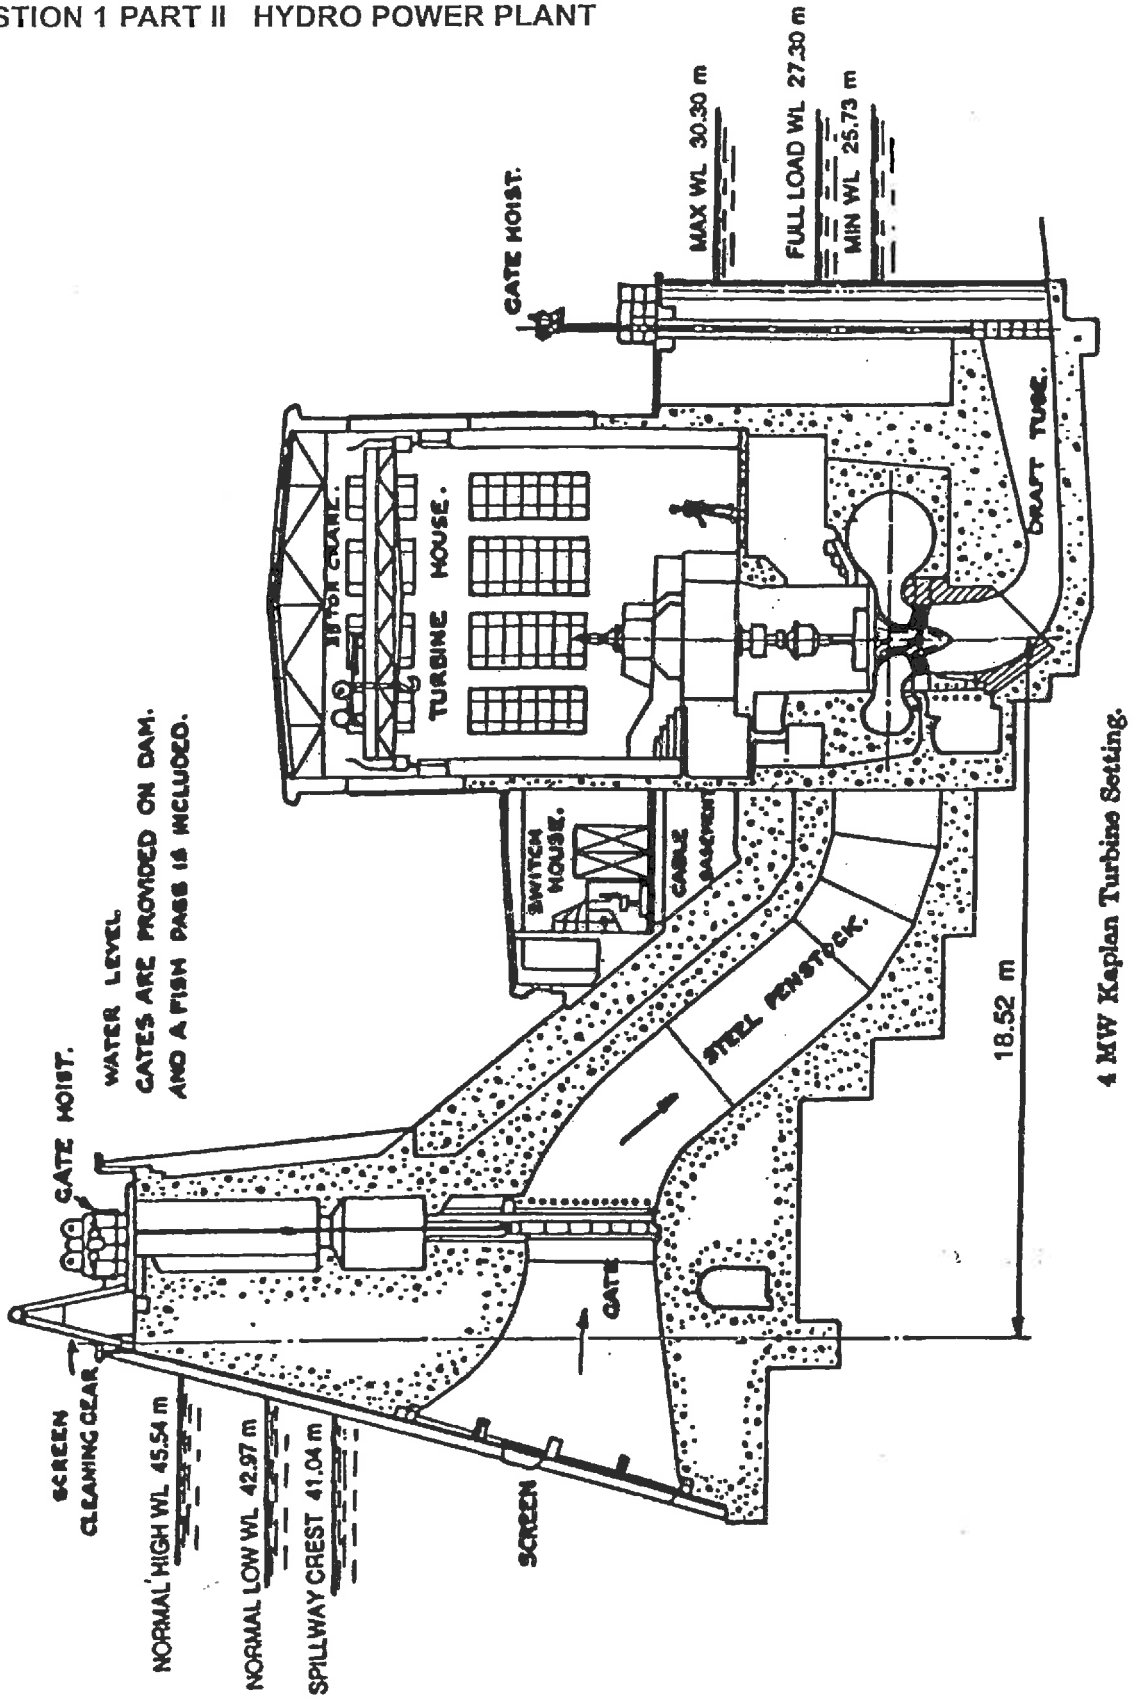 STION 1 PART II HYDRO POWER PLANT
WATER LEVEL.
GATES ARE PROVIDED ON DAM.
AND A FISH PASS IS INCLUDED.
GATE HOIST.
SCREEN
CLEANING GEAR
NORMAL HIGH WL 45.54 m
NORMAL LOW WL 42.97 m
SPILLWAY CREST 41.04 m
SCREEN
GATE
STEEL PENSTOCK.
SWITCH
HOUSE.
CABLE
BASEMENT
TON CRANE.
TURBINE HOUSE.
GATE HOIST.
MAX WL 30.30 m
FULL LOAD WL 27.30 m
MIN WL 25.73 m
DRAFT TUBE.
18.52 m
4 MW Kaplan Turbine Setting.